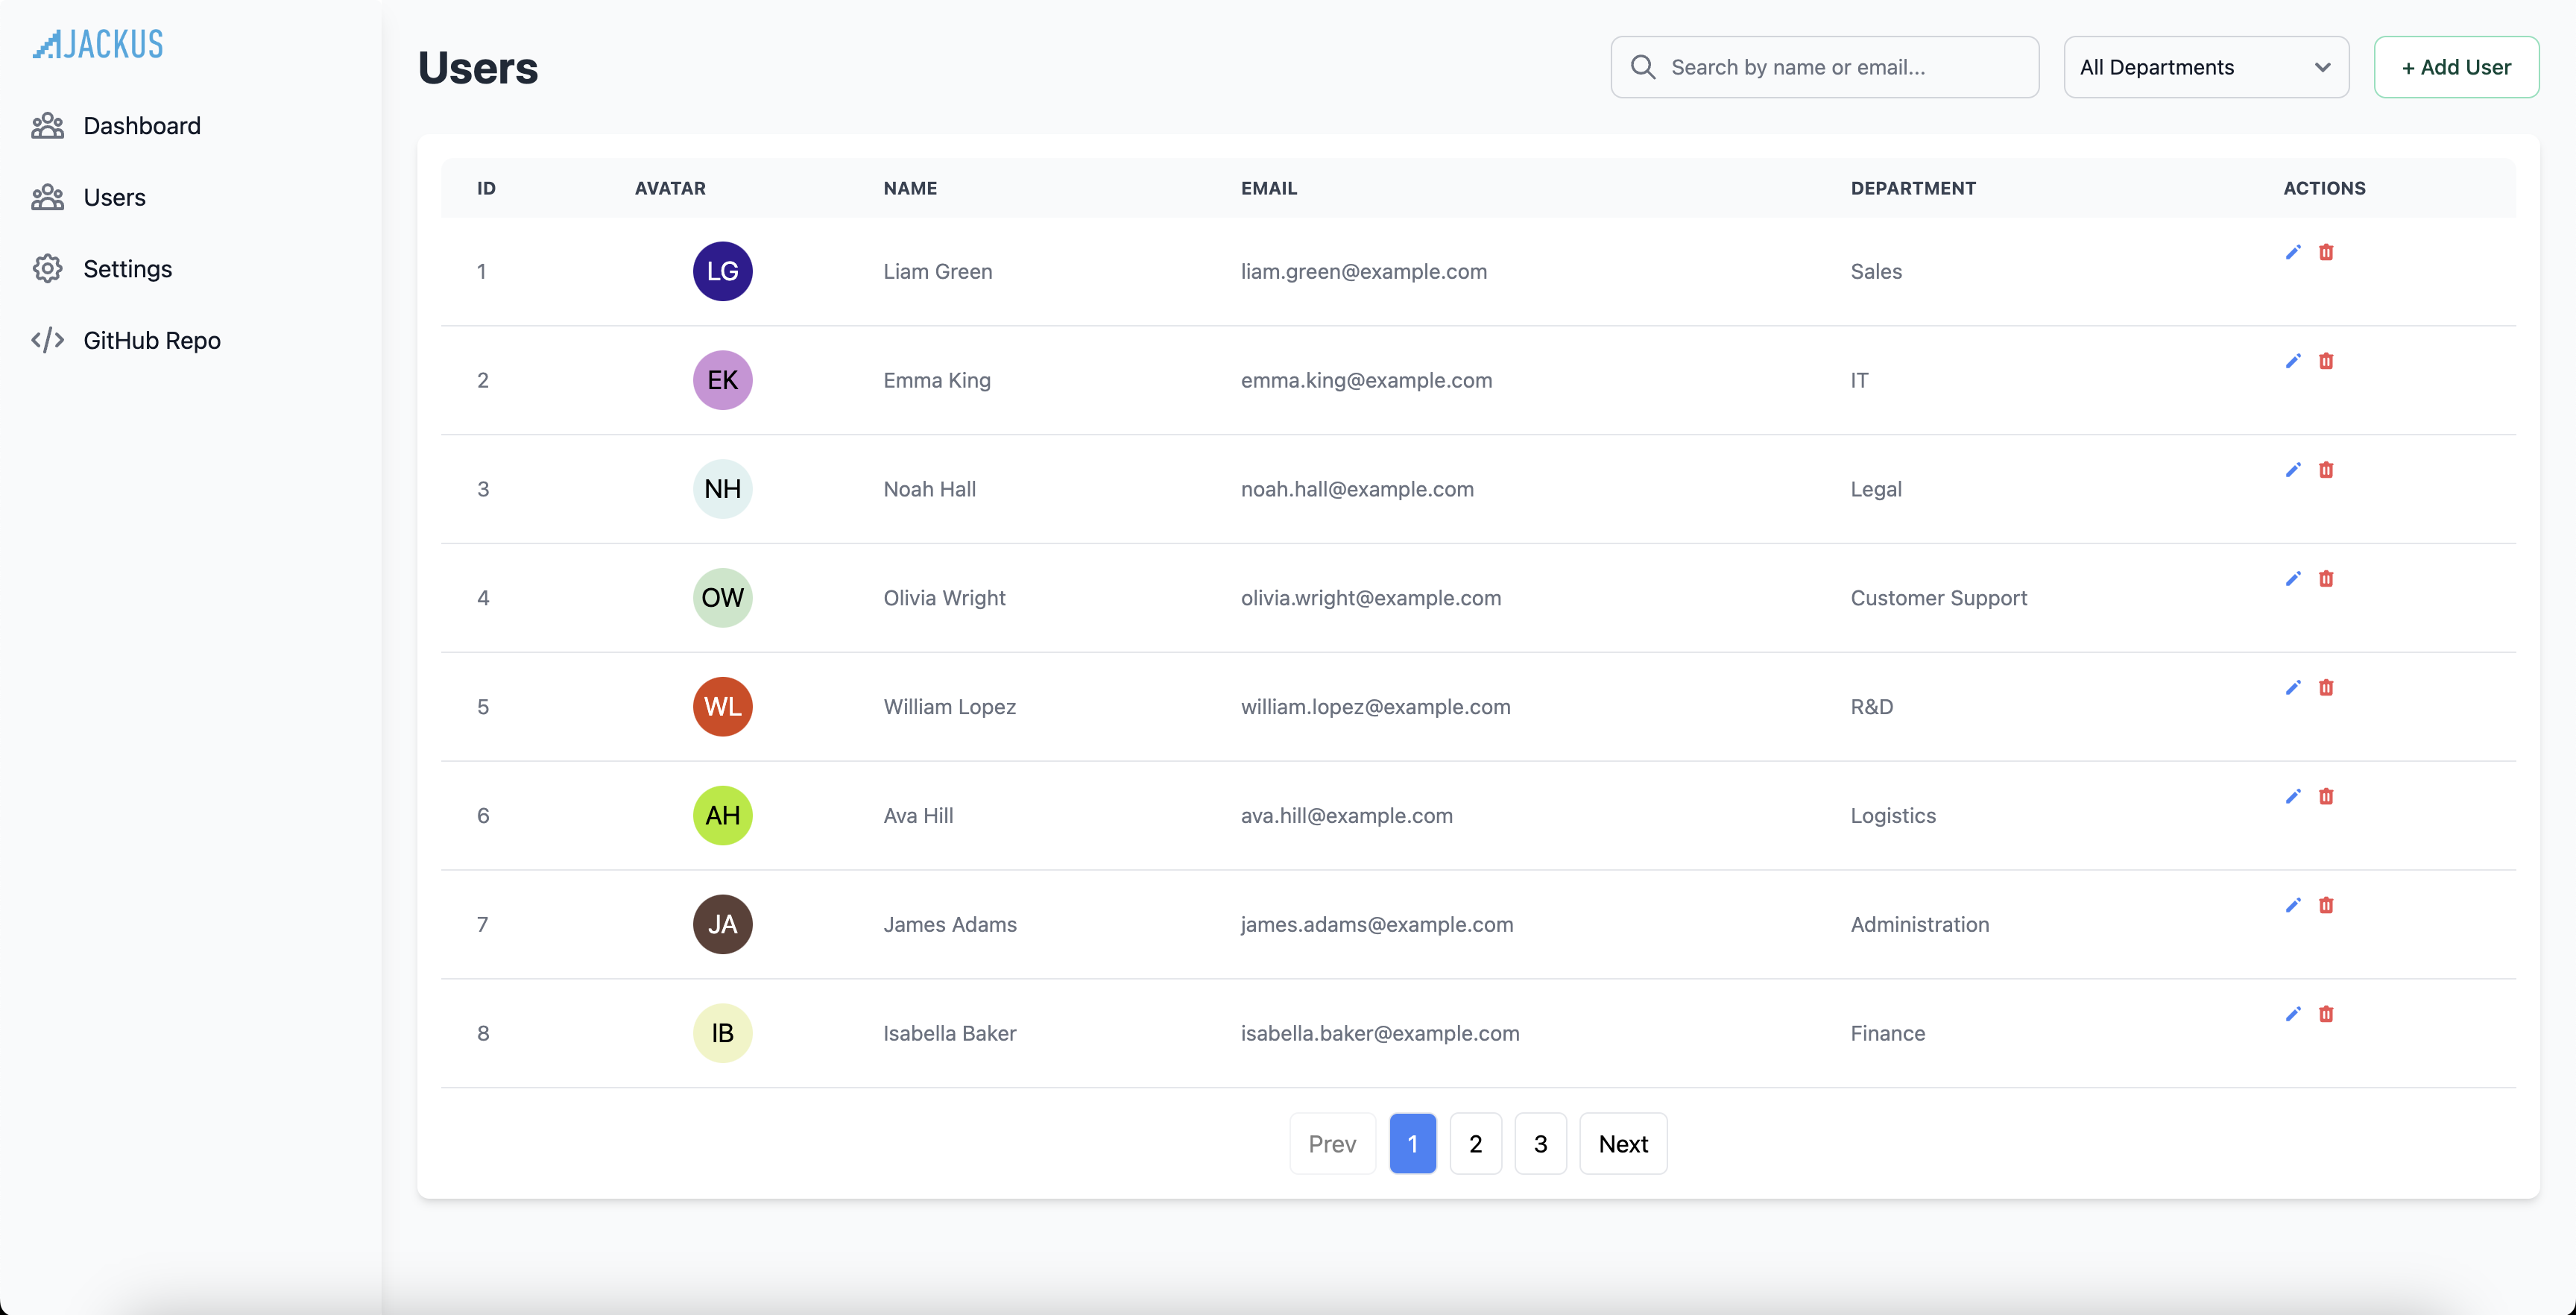 AJACKUS
Dashboard
Users
Settings
GitHub Repo
Users
Search by name or email...
All Departments
+ Add User
ID AVATAR NAME EMAIL DEPARTMENT ACTIONS
1 LG Liam Green liam.green@example.com Sales
2 EK Emma King emma.king@example.com IT
3 NH Noah Hall noah.hall@example.com Legal
4 OW Olivia Wright olivia.wright@example.com Customer Support
5 WL William Lopez william.lopez@example.com R&D
6 AH Ava Hill ava.hill@example.com Logistics
7 JA James Adams james.adams@example.com Administration
8 IB Isabella Baker isabella.baker@example.com Finance
Prev 1 2 3 Next